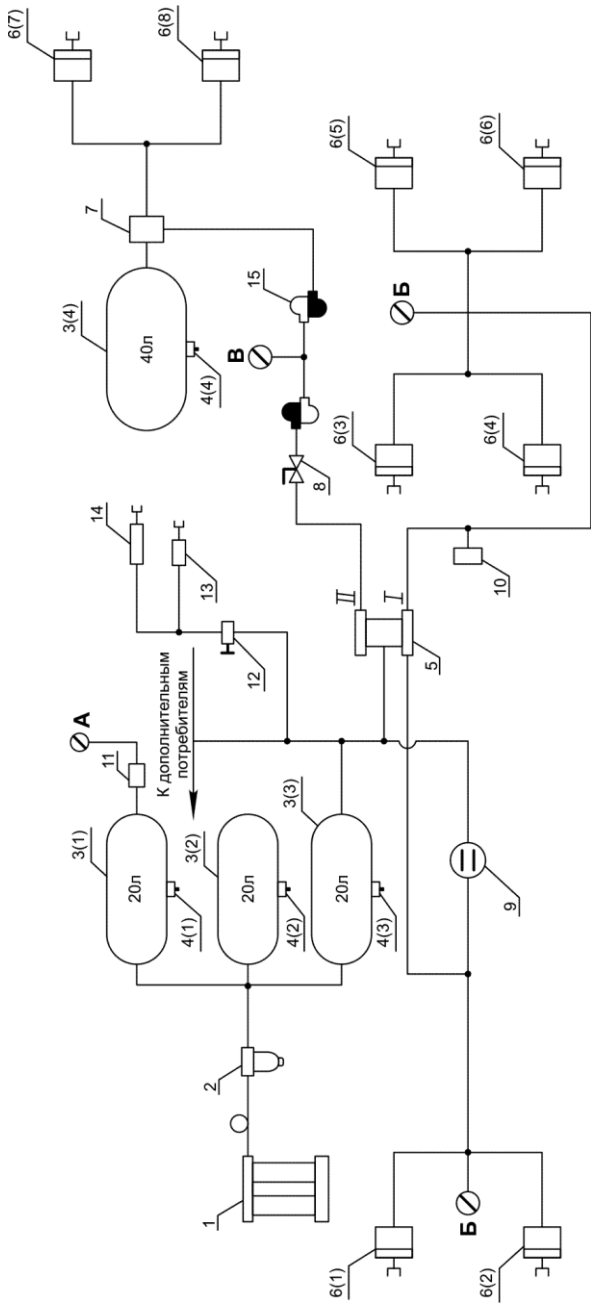 6(7)
3(4)
7
3(1)
А
14
11
20л
40л
6(8)
К дополнительным
потребителям
4(1)
3(2)
13
4(4)
1
2
20л
12
В
15
4(2)
3(3)
8
6(1)
20л
II
6(3)
6(5)
4(3)
I
Б
5
Б
6(2)
6(4)
6(6)
9
10